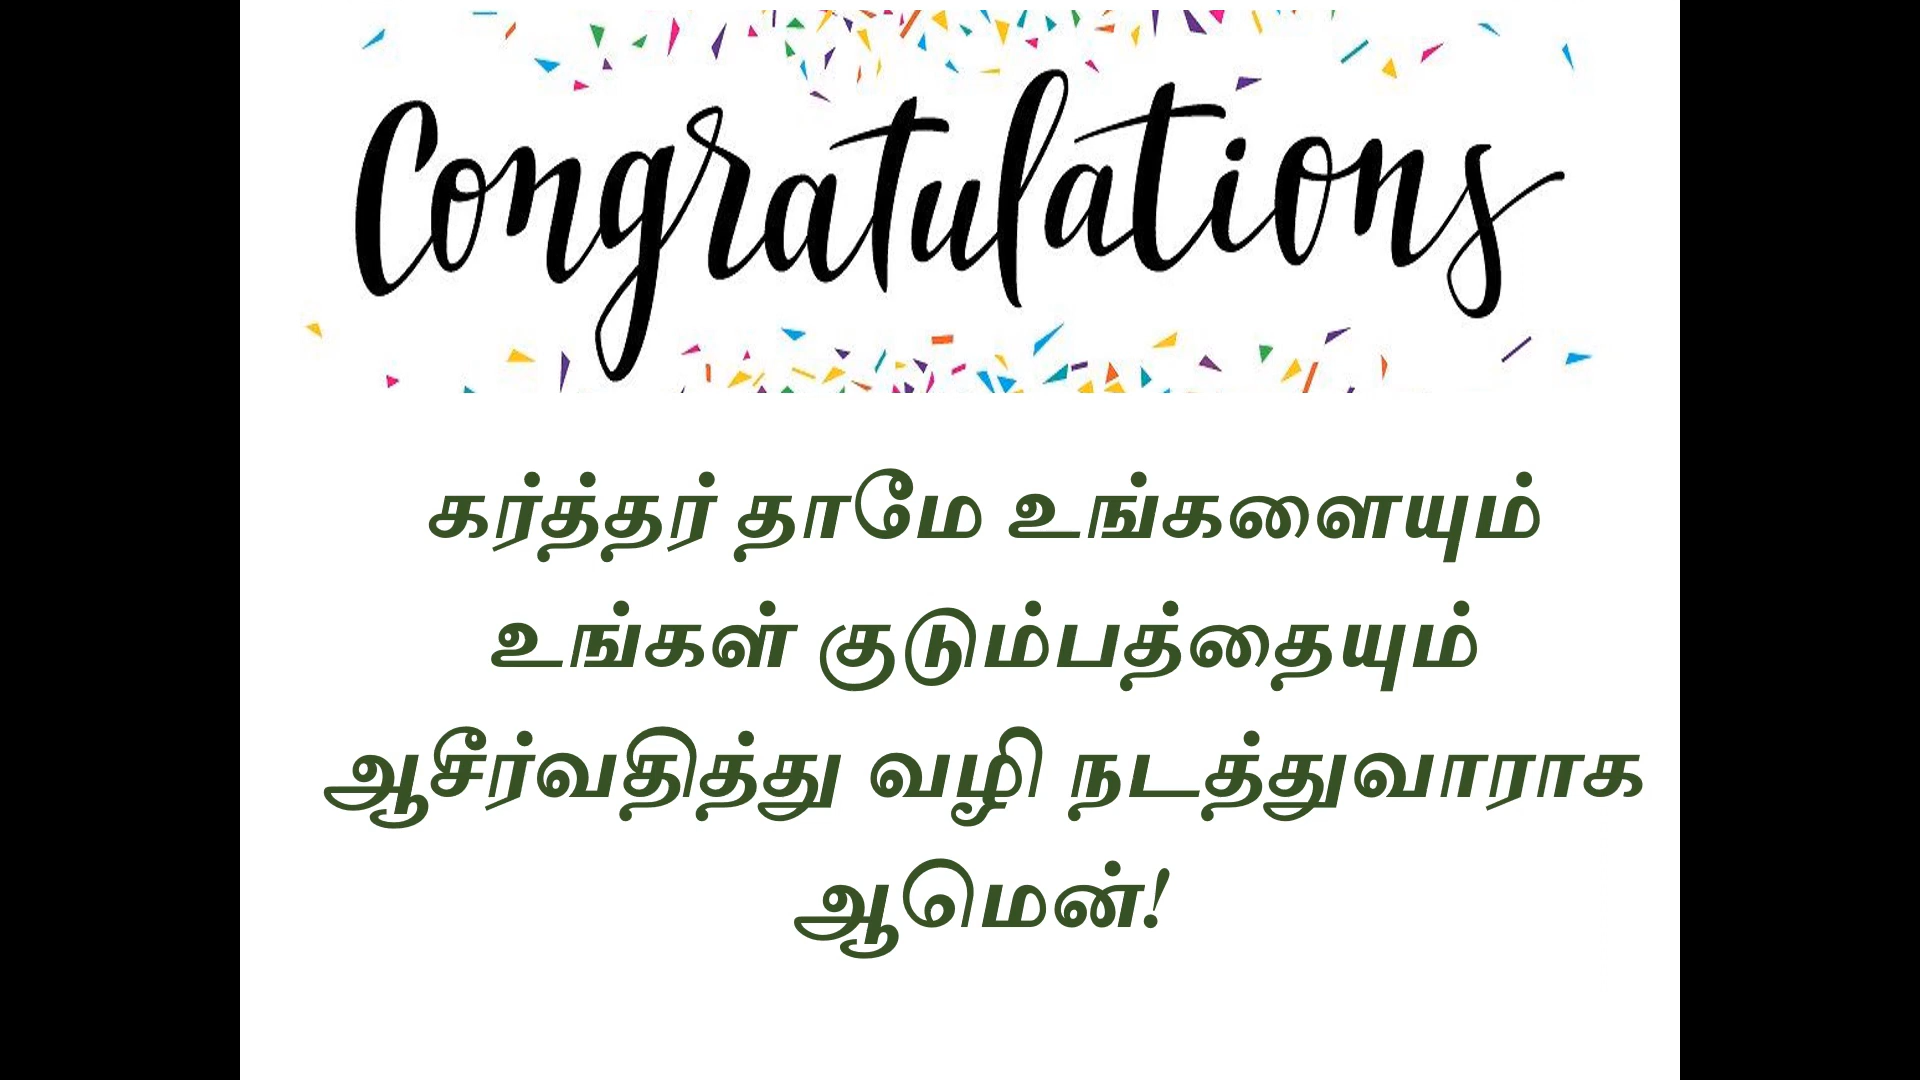 Congratulations
கர்த்தர் தாமே உங்களையும்
உங்கள் குடும்பத்தையும்
ஆசீர்வதித்து வழி நடத்துவாராக
ஆமென்!